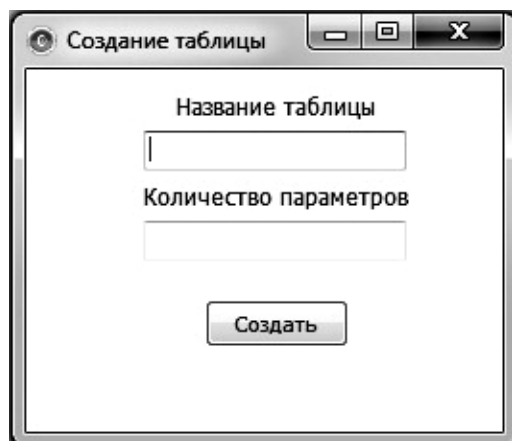 Создание таблицы
Название таблицы
Количество параметров
Создать